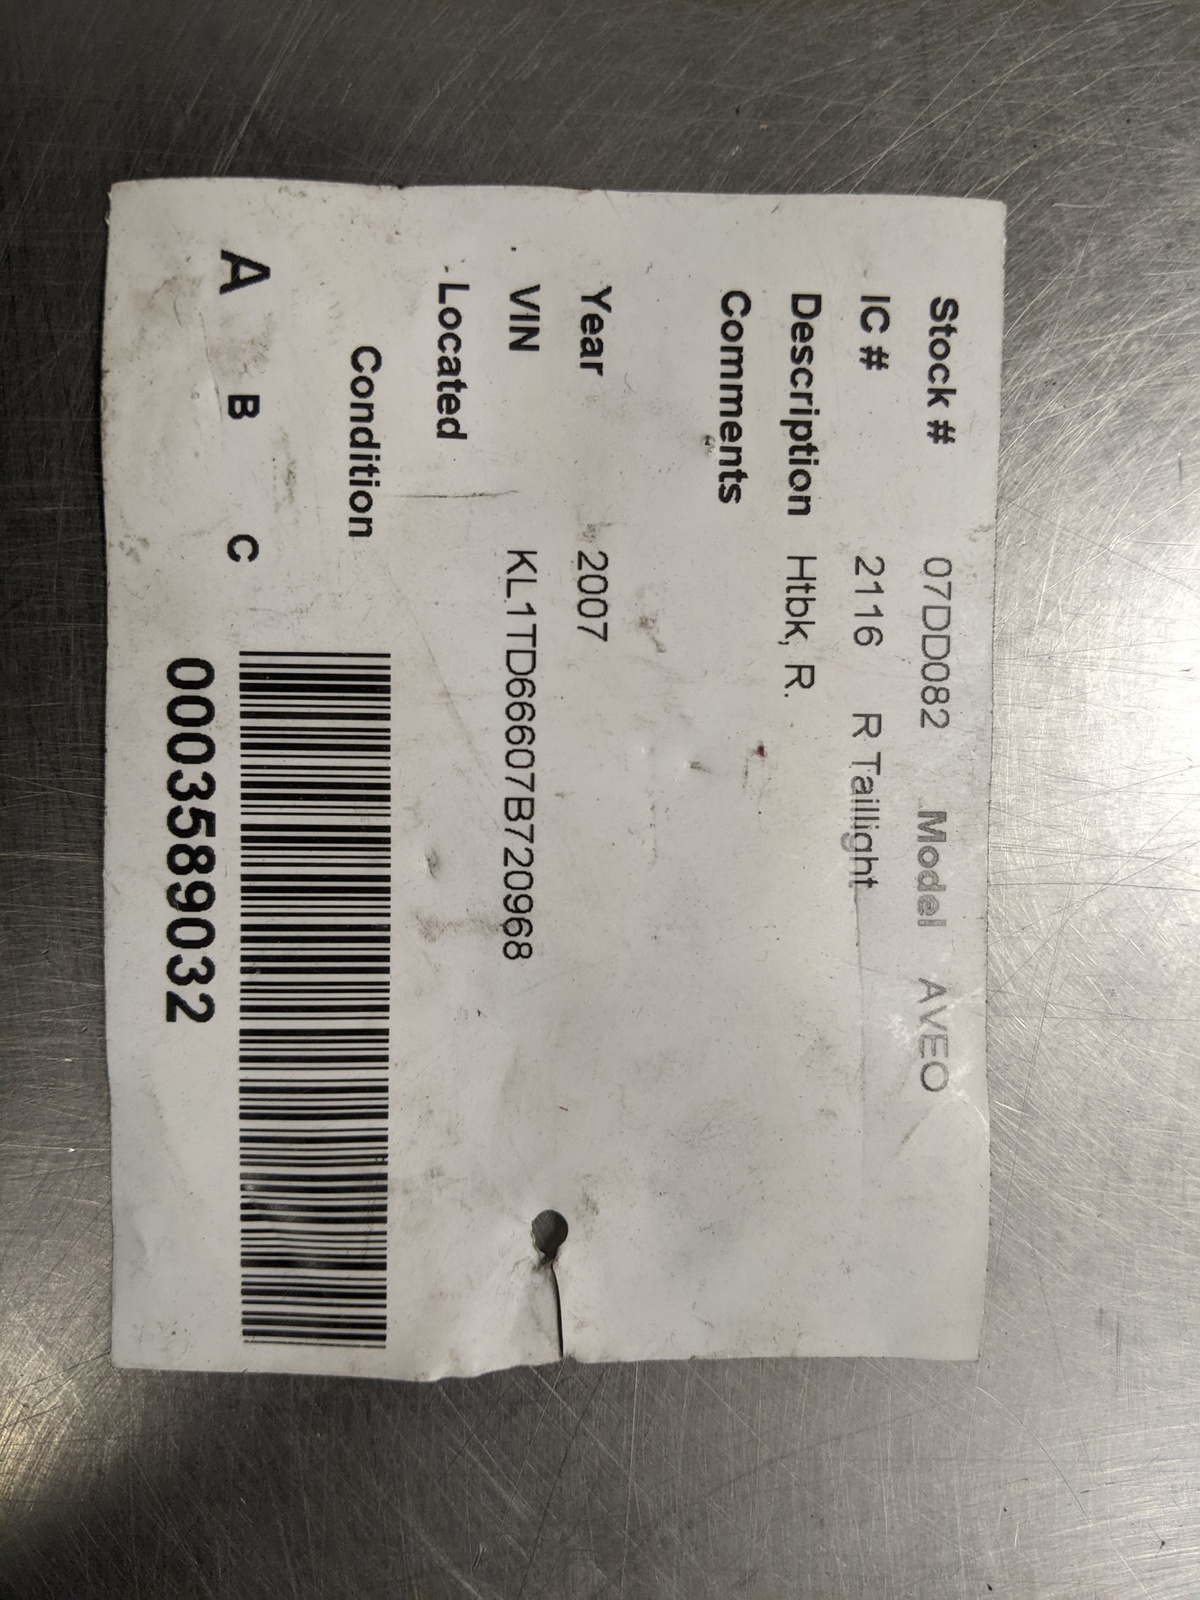 Stock # 07DD082 Model AVEO
IC # 2116 R Taillight
Description Htbk, R.
Comments
Year 2007
VIN KL1TD66607B720968
Located
Condition
A B C
0003589032